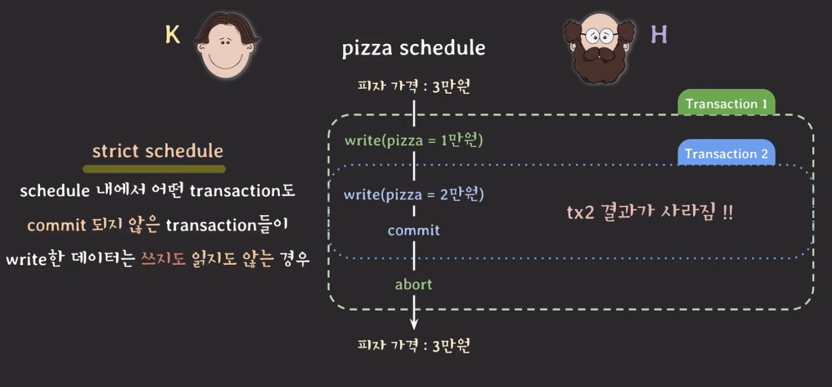 K
H
pizza schedule
피자 가격 : 3만원
Transaction 1
write(pizza = 1만원)
Transaction 2
write(pizza = 2만원)
commit
tx2 결과가 사라짐 !!
abort
피자 가격 : 3만원
strict schedule
schedule 내에서 어떤 transaction도
commit 되지 않은 transaction들이
write한 데이터는 쓰지도 읽지도 않는 경우